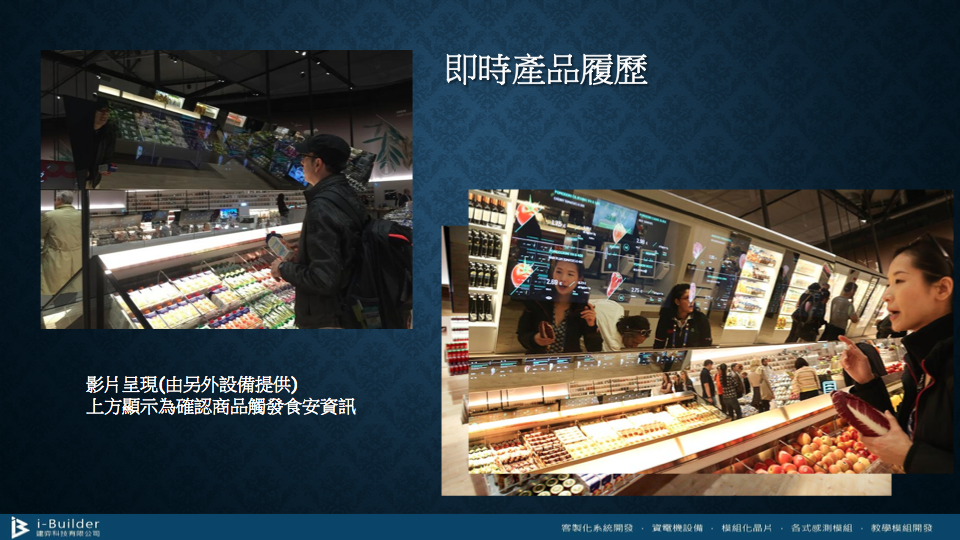 即時產品履歷
影片呈現(由另外設備提供)
上方顯示為確認商品觸發食安資訊
i-Builder
建弈科技有限公司
客製化系統開發 · 資電機設備 · 模組化晶片 · 各式感測模組 · 教學模組開發